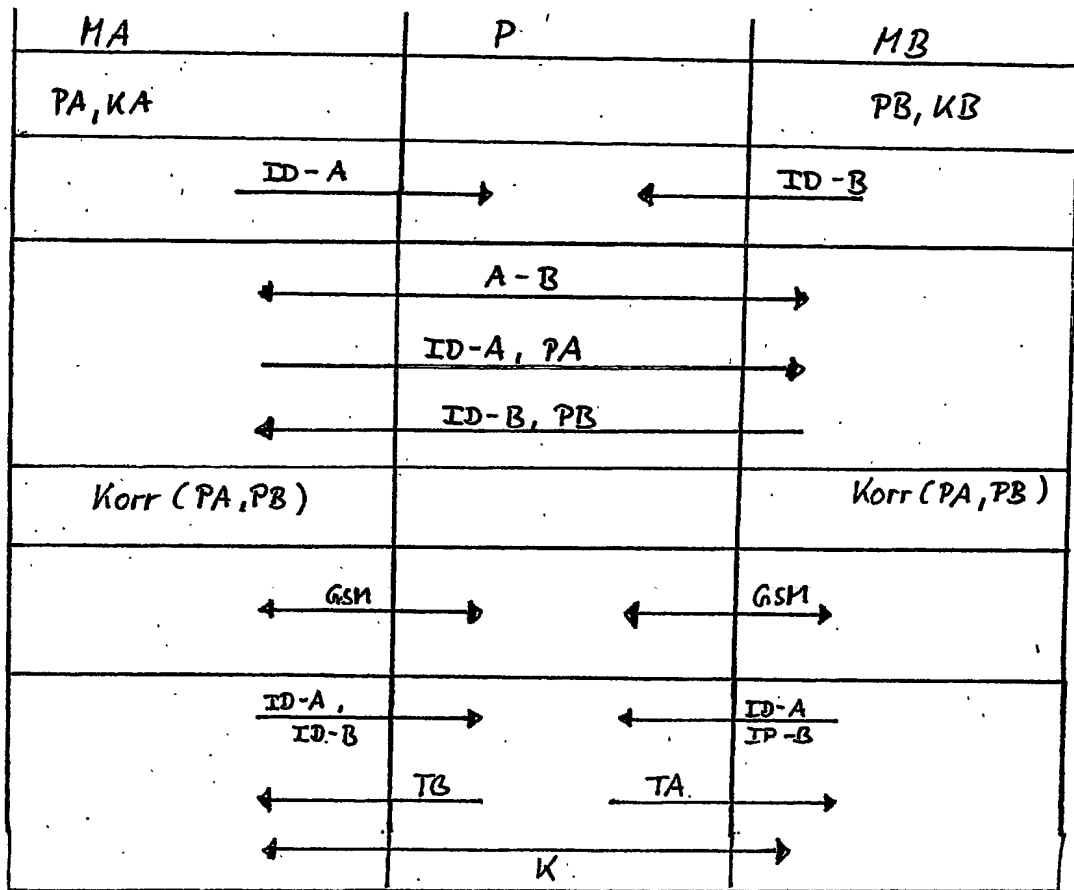 MA P MB
PA, KA PB, KB
ID-A ID-B
A-B
ID-A, PA
ID-B, PB
Korr (PA, PB) Korr (PA, PB)
GSM GSM
ID-A, ID-A
ID-B IP-B
TB TA
K